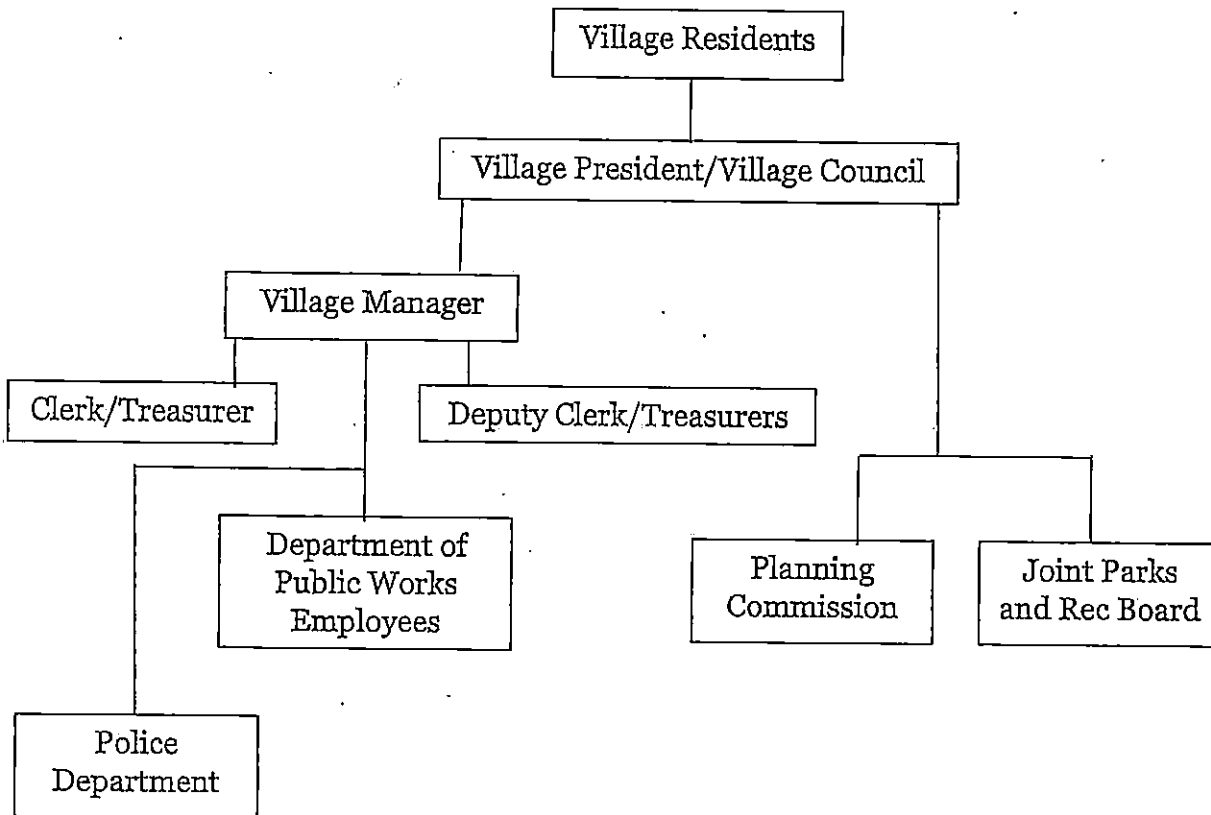 Village Residents
Village President/Village Council
Village Manager
Clerk/Treasurer
Deputy Clerk/Treasurers
Department of
Public Works
Employees
Planning
Commission
Joint Parks
and Rec Board
Police
Department